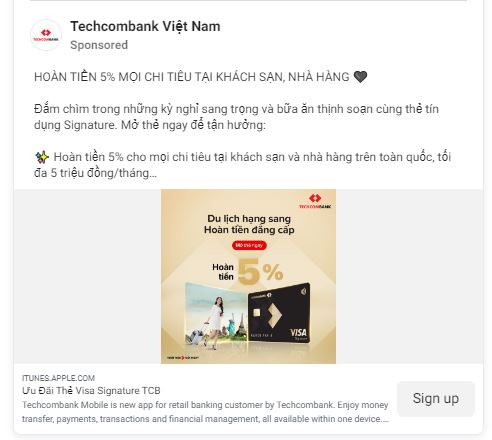 TECHCOMBANK
Techcombank Việt Nam
Sponsored
HOÀN TIỀN 5% MỌI CHI TIÊU TẠI KHÁCH SẠN, NHÀ HÀNG 🖤
Đắm chìm trong những kỳ nghỉ sang trọng và bữa ăn thịnh soạn cùng thẻ tín
dụng Signature. Mở thẻ ngay để tận hưởng:
✨ Hoàn tiền 5% cho mọi chi tiêu tại khách sạn và nhà hàng trên toàn quốc, tối
đa 5 triệu đồng/tháng...
TECHCOMBANK
Du lịch hạng sang
Hoàn tiền đẳng cấp
Mở thẻ ngay
Hoàn
tiền
5%
VISA
Signature
ITUNES.APPLE.COM
Ưu Đãi Thẻ Visa Signature TCB
Techcombank Mobile is new app for retail banking customer by Techcombank. Enjoy money
transfer, payments, transactions and financial management, all available within one device....
Sign up